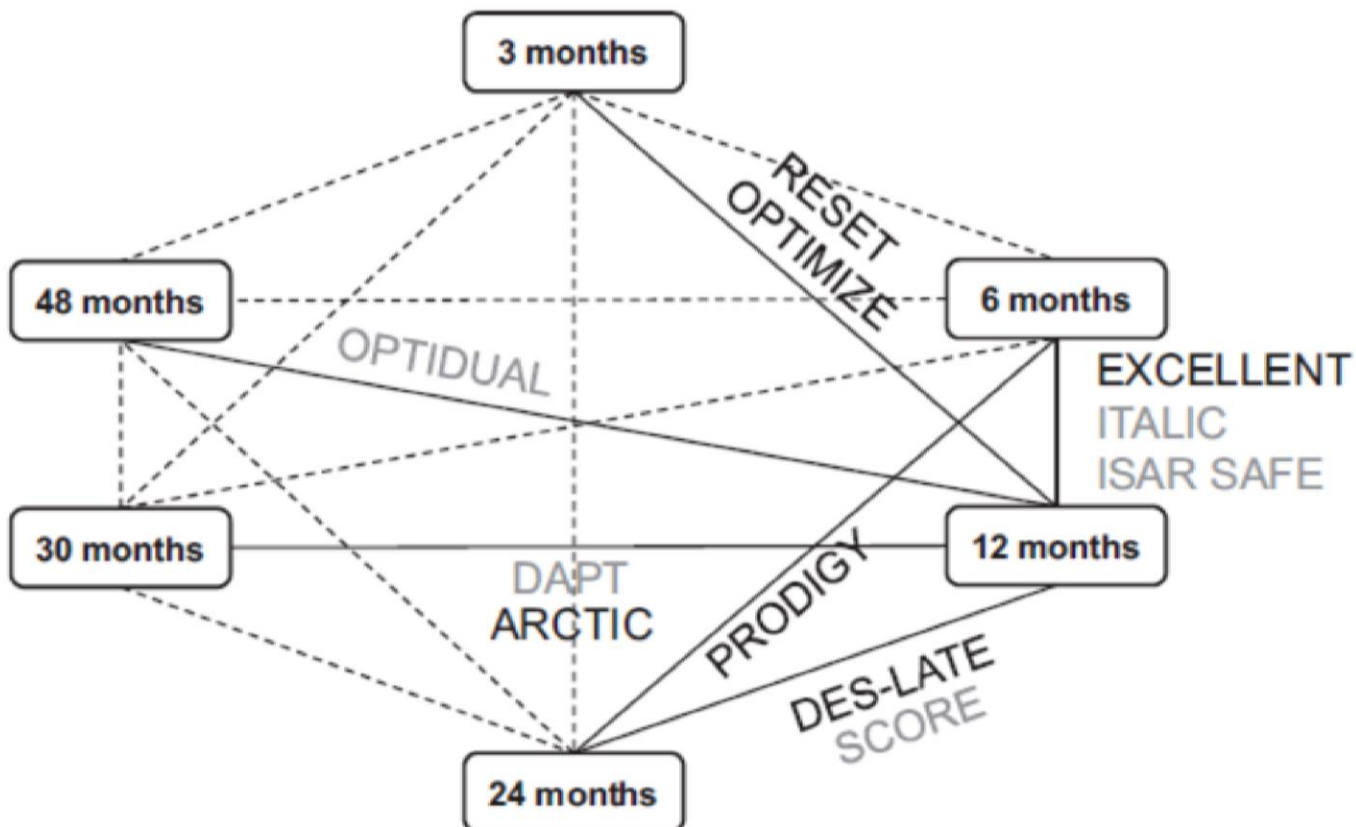 3 months
RESET
OPTIMIZE
48 months
6 months
OPTIDUAL
EXCELLENT
ITALIC
ISAR SAFE
30 months
12 months
DAPT
ARCTIC
PRODIGY
DES-LATE
SCORE
24 months